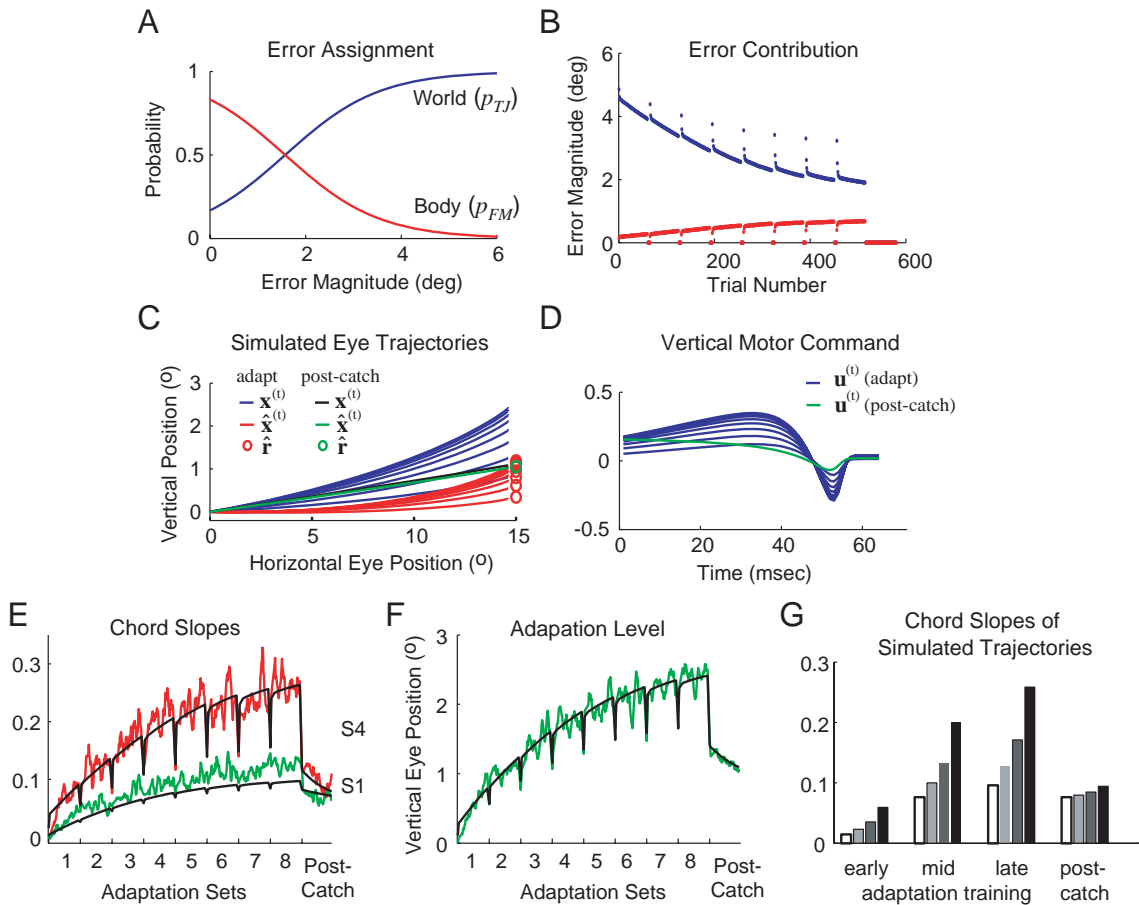 A
Error Assignment
1
0.5
0
Probability
0
2
4
6
Error Magnitude (deg)
World (p_TJ)
Body (p_FM)
B
Error Contribution
6
4
2
0
Error Magnitude (deg)
0
200
400
600
Trial Number
C
Simulated Eye Trajectories
adapt
post-catch
x^(t)
x^(t)
x̂^(t)
x̂^(t)
r̂
r̂
3
2
1
0
Vertical Position (º)
0
5
10
15
Horizontal Eye Position (º)
D
Vertical Motor Command
u^(t) (adapt)
u^(t) (post-catch)
0.5
0
-0.5
0
20
40
60
Time (msec)
E
Chord Slopes
0.3
0.2
0.1
0
S4
S1
1 2 3 4 5 6 7 8 Post-
Catch
Adaptation Sets
F
Adapation Level
3
2
1
0
Vertical Eye Position (º)
1 2 3 4 5 6 7 8 Post-
Catch
Adaptation Sets
G
Chord Slopes of
Simulated Trajectories
0.3
0.2
0.1
0
early mid late post-
adaptation training catch